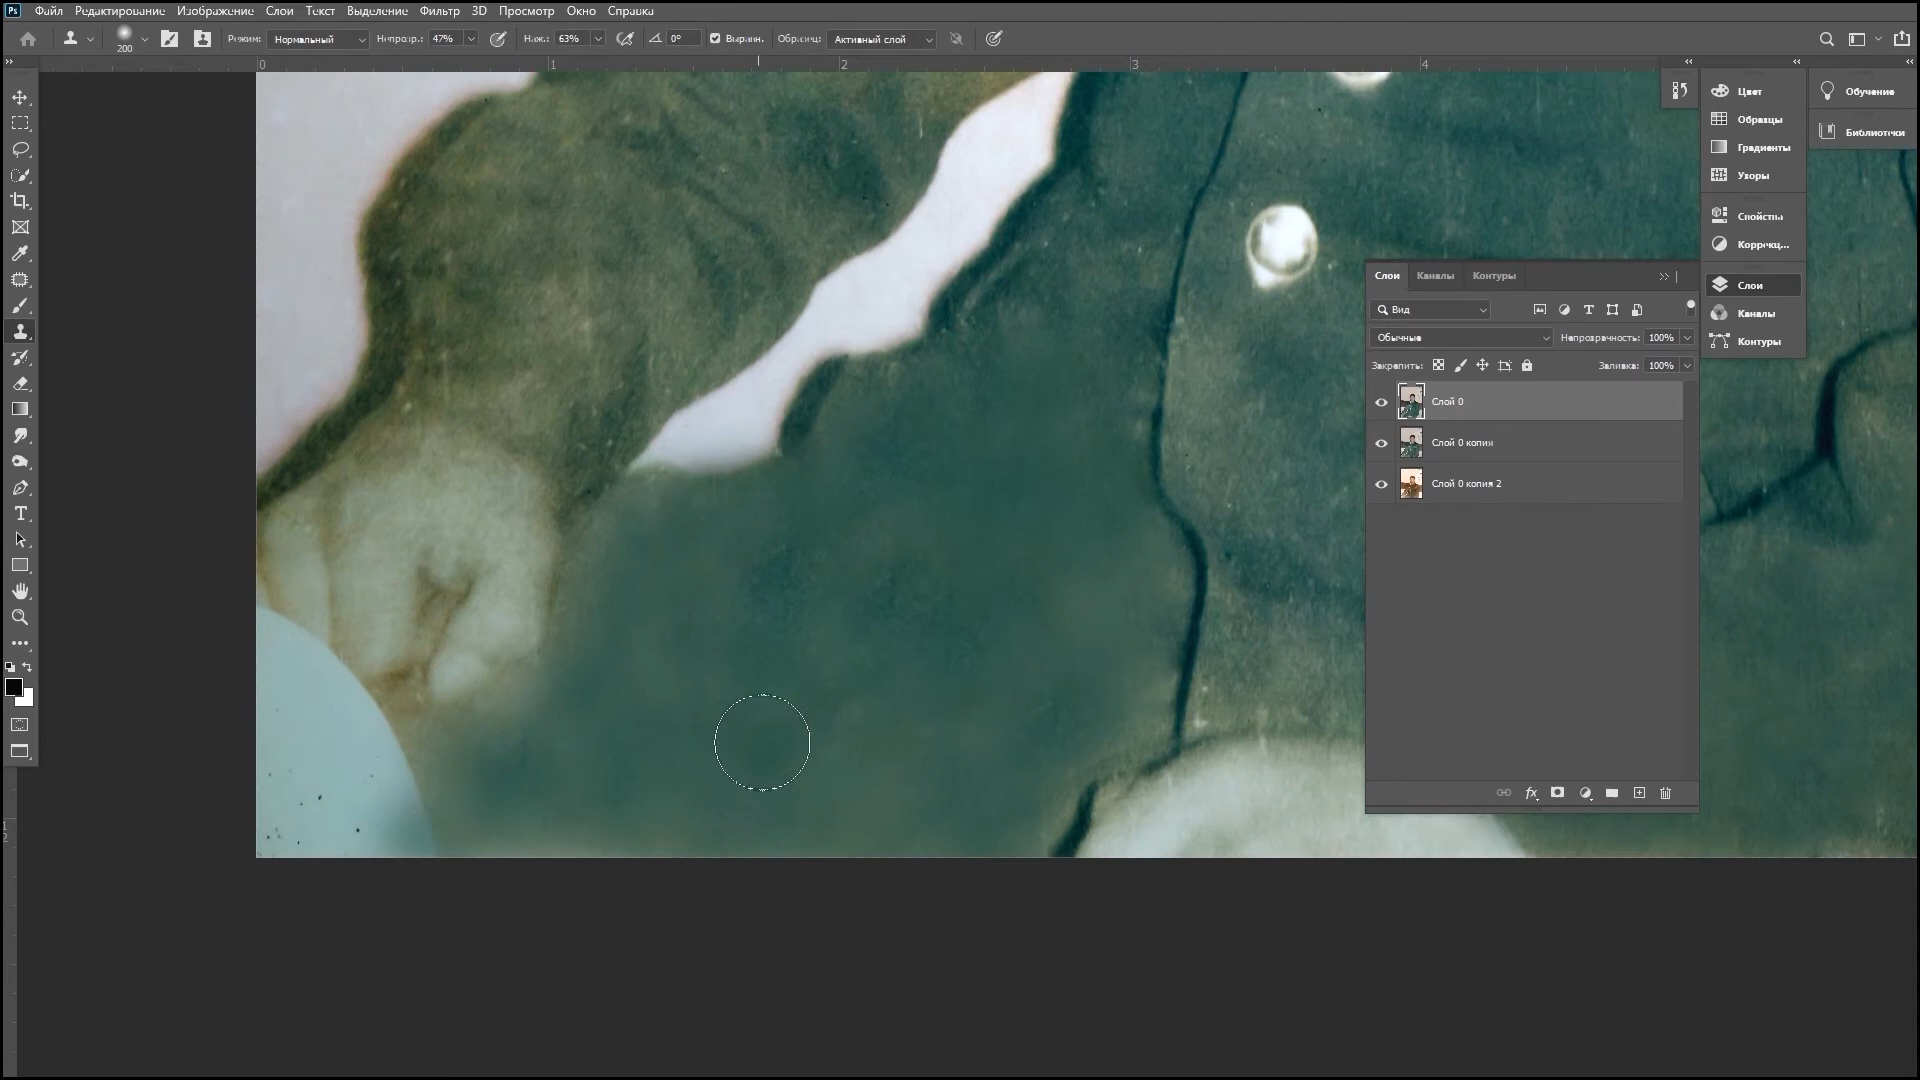 Ps Файл Редактирование Изображение Слои Текст Выделение Фильтр 3D Просмотр Окно Справка
200 Режим: Нормальный Непрозр.: 47% Наж.: 63% 0° Выравн. Образец: Активный слой
0 1 2 3 4
Цвет
Образцы
Градиенты
Узоры
Свойства
Коррекц...
Слои
Каналы
Контуры
Обучение
Библиотеки
Слои Каналы Контуры
Вид
Обычные Непрозрачность: 100%
Закрепить: Заливка: 100%
Слой 0
Слой 0 копия
Слой 0 копия 2
fx
1
2